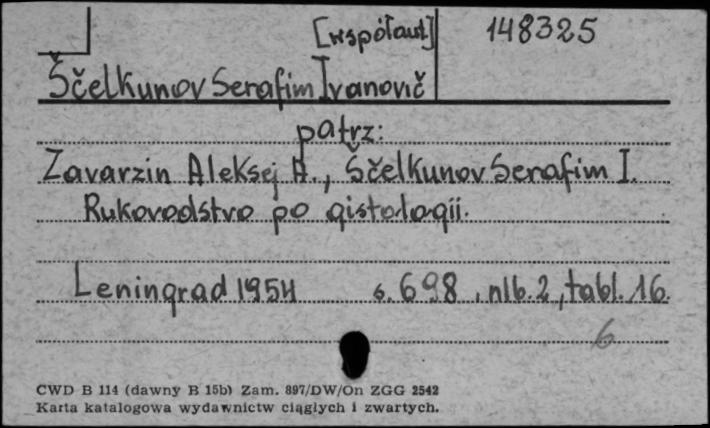 [współaut] 148325
Ščelkunov Serafim Ivanovič
patrz:
Zavarzin Aleksej A., Ščelkunov Serafim I.
Rukovodstvo po gistologii.
Leningrad 1954 s. 698, nlb. 2, tabl. 16.
6
CWD B 114 (dawny B 15b) Zam. 897/DW/On ZGG 2542
Karta katalogowa wydawnictw ciągłych i zwartych.